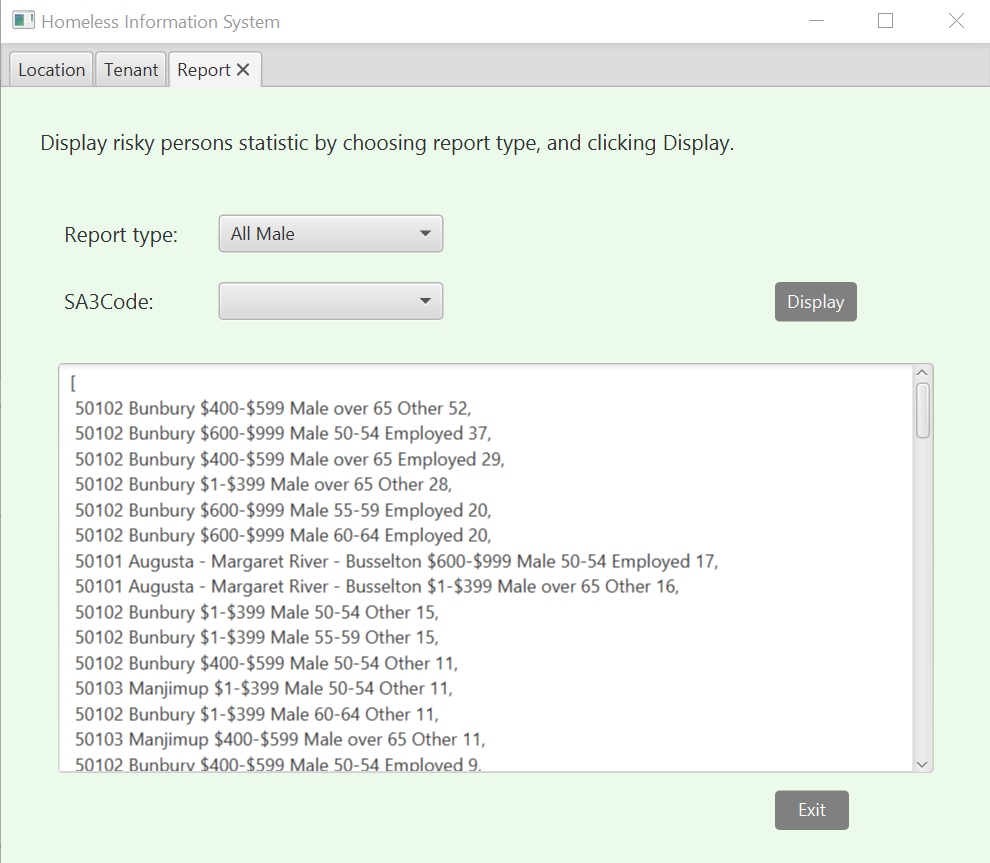 Homeless Information System
Location Tenant Report
Display risky persons statistic by choosing report type, and clicking Display.
Report type: All Male
SA3Code:
Display
[
50102 Bunbury $400-$599 Male over 65 Other 52,
50102 Bunbury $600-$999 Male 50-54 Employed 37,
50102 Bunbury $400-$599 Male over 65 Employed 29,
50102 Bunbury $1-$399 Male over 65 Other 28,
50102 Bunbury $600-$999 Male 55-59 Employed 20,
50102 Bunbury $600-$999 Male 60-64 Employed 20,
50101 Augusta - Margaret River - Busselton $600-$999 Male 50-54 Employed 17,
50101 Augusta - Margaret River - Busselton $1-$399 Male over 65 Other 16,
50102 Bunbury $1-$399 Male 50-54 Other 15,
50102 Bunbury $1-$399 Male 55-59 Other 15,
50102 Bunbury $400-$599 Male 50-54 Other 11,
50103 Manjimup $1-$399 Male 50-54 Other 11,
50102 Bunbury $1-$399 Male 60-64 Other 11,
50103 Manjimup $400-$599 Male over 65 Other 11,
50102 Bunbury $400-$599 Male 50-54 Employed 9,
Exit